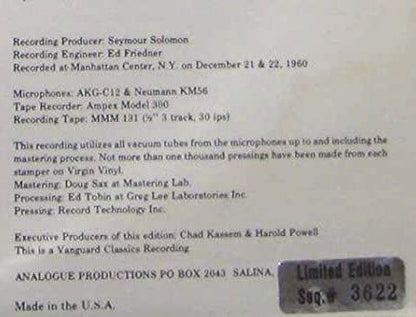 Recording Producer: Seymour Solomon
Recording Engineer: Ed Friedner
Recorded at Manhattan Center, N.Y. on December 21 & 22, 1960
Microphones: AKG-C12 & Neumann KM56
Tape Recorder: Ampex Model 300
Recording Tape: MMM 131 (½" 3 track, 30 ips)
This recording utilizes all vacuum tubes from the microphones up to and including the
mastering process. Not more than one thousand pressings have been made from each
stamper on Virgin Vinyl.
Mastering: Doug Sax at Mastering Lab.
Processing: Ed Tobin at Greg Lee Laboratories Inc.
Pressing: Record Technology Inc.
Executive Producers of this edition: Chad Kassem & Harold Powell
This is a Vanguard Classics Recording
ANALOGUE PRODUCTIONS PO BOX 2043 SALINA,
Limited Edition
Seq.# 3622
Made in the U.S.A.